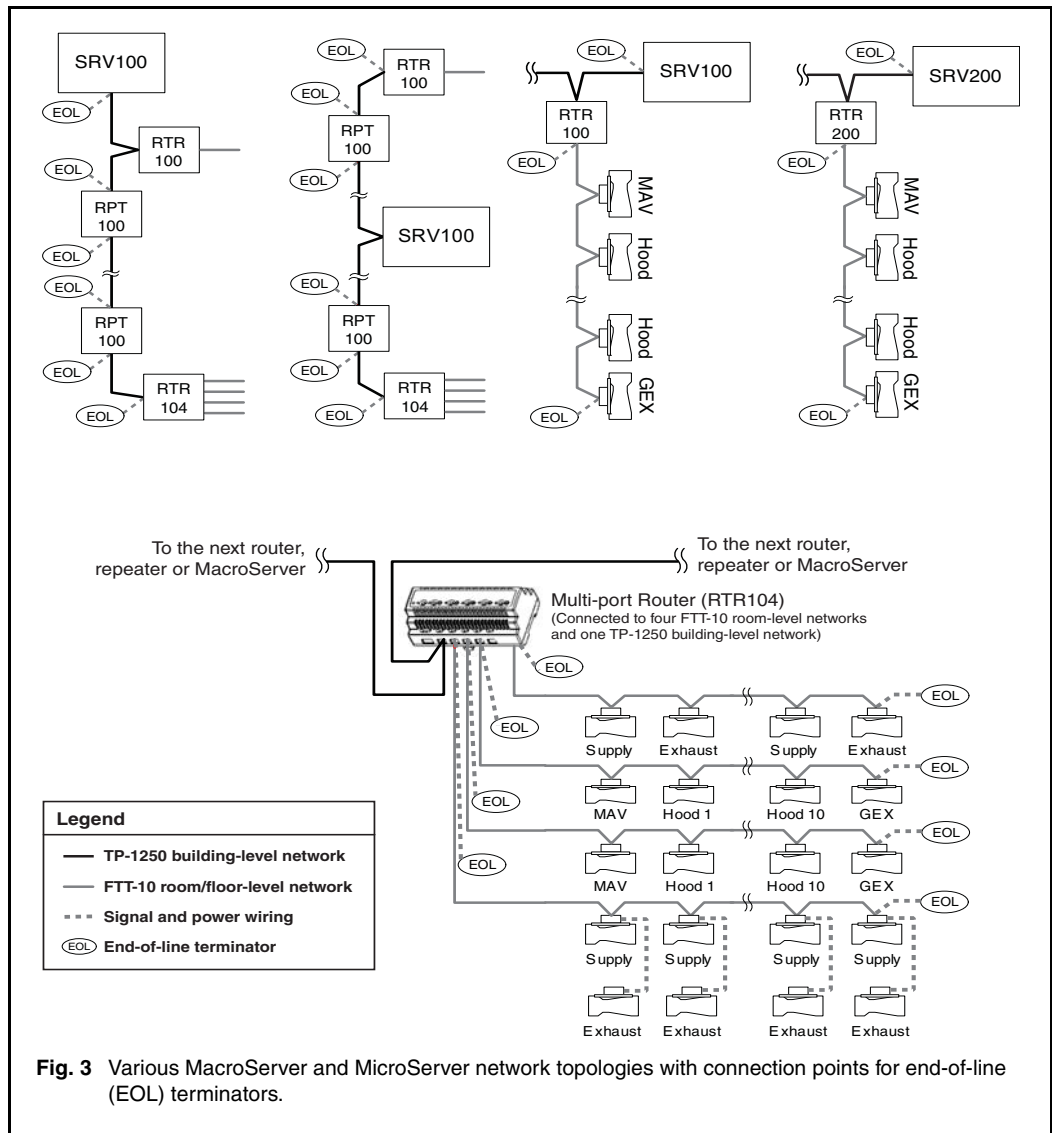 SRV100
EOL
RTR
100
EOL
RPT
100
EOL
EOL
RPT
100
EOL
RTR
104
EOL
EOL
RTR
100
EOL
RPT
100
EOL
SRV100
EOL
RPT
100
EOL
RTR
104
EOL
EOL
SRV100
RTR
100
EOL
MAV
Hood
Hood
GEX
EOL
EOL
SRV200
RTR
200
EOL
MAV
Hood
Hood
GEX
EOL
To the next router,
repeater or MacroServer
To the next router,
repeater or MacroServer
Multi-port Router (RTR104)
(Connected to four FTT-10 room-level networks
and one TP-1250 building-level network)
EOL
EOL
EOL
EOL
EOL
Supply Exhaust Supply Exhaust
EOL
MAV Hood 1 Hood 10 GEX
EOL
MAV Hood 1 Hood 10 GEX
EOL
Supply Supply Supply Supply
Exhaust Exhaust Exhaust Exhaust
Legend
TP-1250 building-level network
FTT-10 room/floor-level network
Signal and power wiring
EOL End-of-line terminator
Fig. 3 Various MacroServer and MicroServer network topologies with connection points for end-of-line
(EOL) terminators.